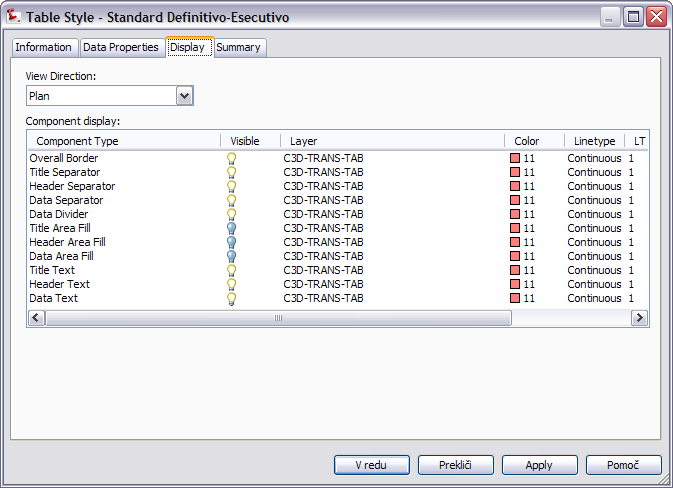 Table Style - Standard Definitivo-Esecutivo
Information Data Properties Display Summary
View Direction:
Plan
Component display:
Component Type Visible Layer Color Linetype LT
Overall Border C3D-TRANS-TAB 11 Continuous 1
Title Separator C3D-TRANS-TAB 11 Continuous 1
Header Separator C3D-TRANS-TAB 11 Continuous 1
Data Separator C3D-TRANS-TAB 11 Continuous 1
Data Divider C3D-TRANS-TAB 11 Continuous 1
Title Area Fill C3D-TRANS-TAB 11 Continuous 1
Header Area Fill C3D-TRANS-TAB 11 Continuous 1
Data Area Fill C3D-TRANS-TAB 11 Continuous 1
Title Text C3D-TRANS-TAB 11 Continuous 1
Header Text C3D-TRANS-TAB 11 Continuous 1
Data Text C3D-TRANS-TAB 11 Continuous 1
V redu Prekliči Apply Pomoč